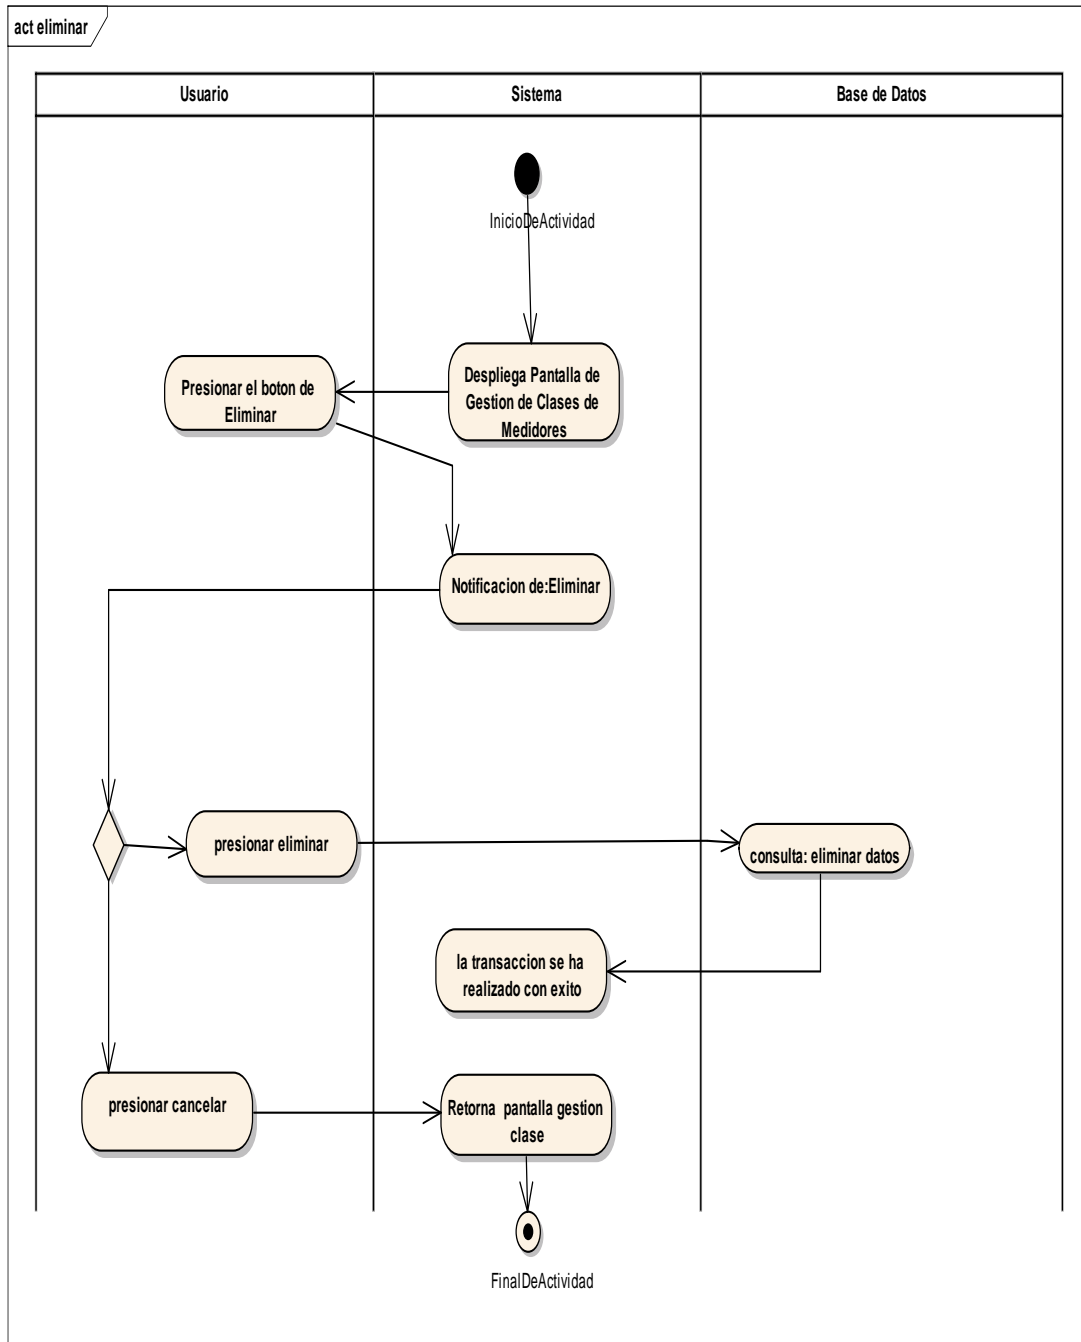 act eliminar
Usuario
Sistema
Base de Datos
InicioDeActividad
Despliega Pantalla de
Gestion de Clases de
Medidores
Presionar el boton de
Eliminar
Notificacion de:Eliminar
presionar eliminar
consulta: eliminar datos
la transaccion se ha
realizado con exito
presionar cancelar
Retorna pantalla gestion
clase
FinalDeActividad